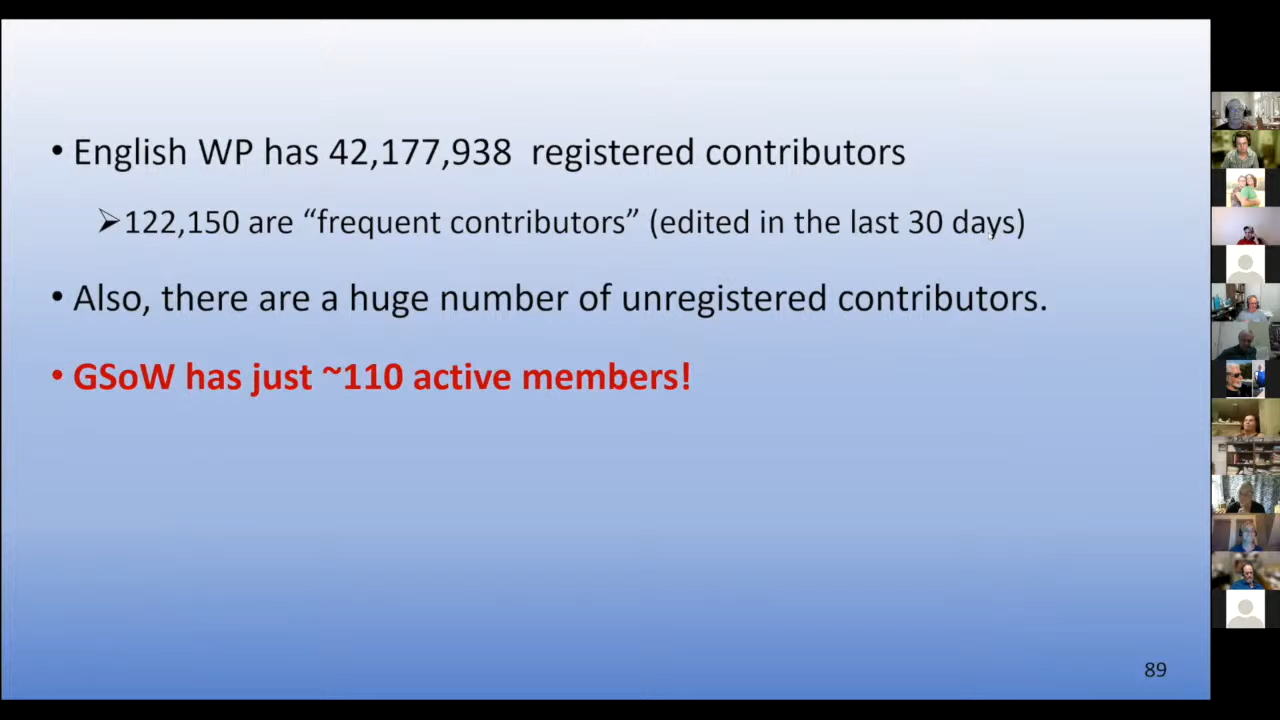 • English WP has 42,177,938 registered contributors
➢122,150 are “frequent contributors” (edited in the last 30 days)
• Also, there are a huge number of unregistered contributors.
• GSoW has just ~110 active members!
89